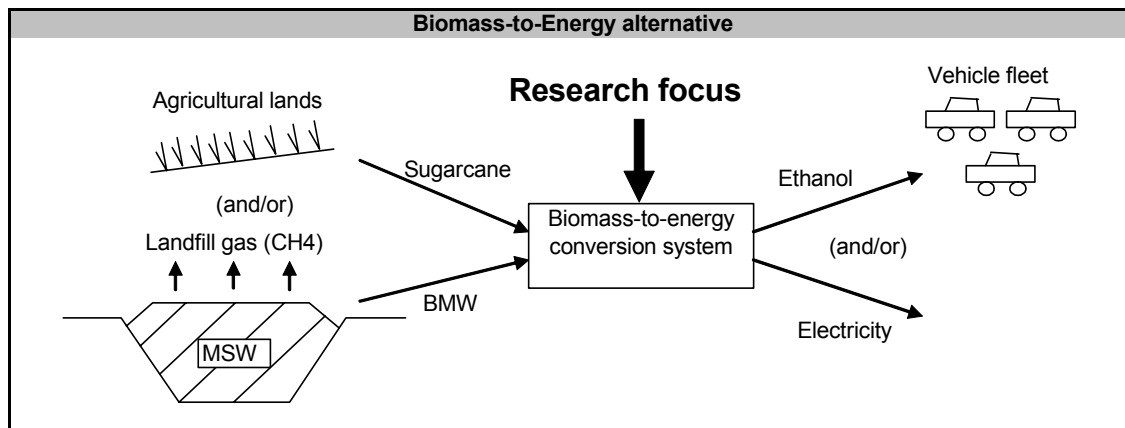 Biomass-to-Energy alternative
Research focus
Vehicle fleet
Agricultural lands
Sugarcane
Ethanol
(and/or)
Biomass-to-energy
conversion system
(and/or)
Landfill gas (CH4)
BMW
Electricity
MSW